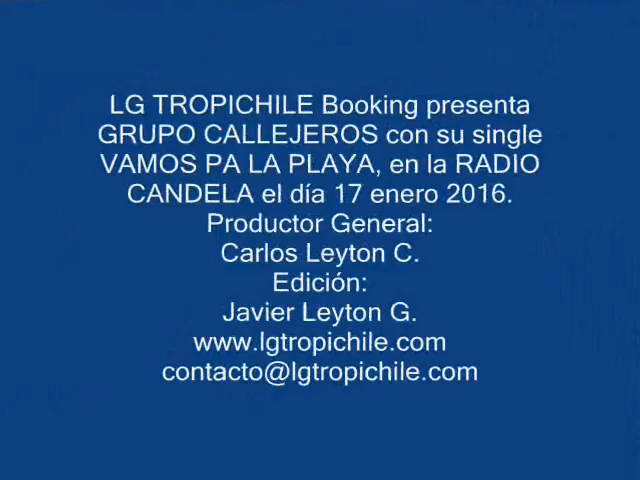 LG TROPICHILE Booking presenta
GRUPO CALLEJEROS con su single
VAMOS PA LA PLAYA, en la RADIO
CANDELA el día 17 enero 2016.
Productor General:
Carlos Leyton C.
Edición:
Javier Leyton G.
www.lgtropichile.com
contacto@lgtropichile.com